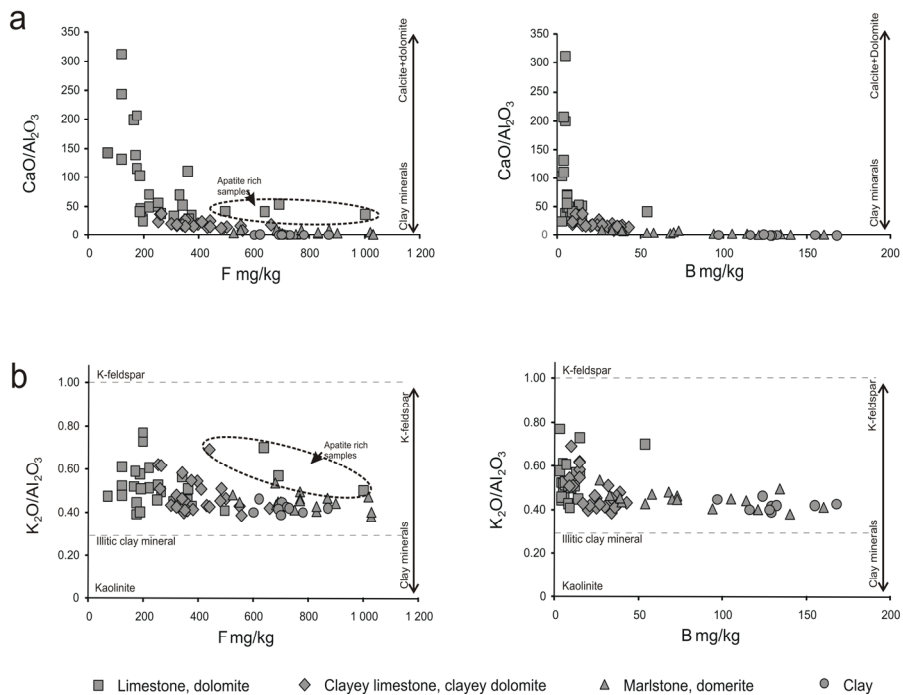 a
CaO/Al2O3
350
300
250
200
150
100
50
0
0
200
400
600
800
1 000
1 200
F mg/kg
Apatite rich
samples
Calcite+dolomite
Clay minerals
CaO/Al2O3
350
300
250
200
150
100
50
0
0
50
100
150
200
B mg/kg
Calcite+Dolomite
Clay minarals
b
K2O/Al2O3
1.00
0.80
0.60
0.40
0.20
0
0
200
400
600
800
1 000
1 200
F mg/kg
K-feldspar
Apatite rich
samples
Illitic clay mineral
Kaolinite
K-feldspar
Clay minerals
K2O/Al2O3
1.00
0.80
0.60
0.40
0.20
0
0
50
100
150
200
B mg/kg
K-feldspar
Illitic clay mineral
Kaolinite
K-feldspar
Clay minerals
Limestone, dolomite
Clayey limestone, clayey dolomite
Marlstone, domerite
Clay